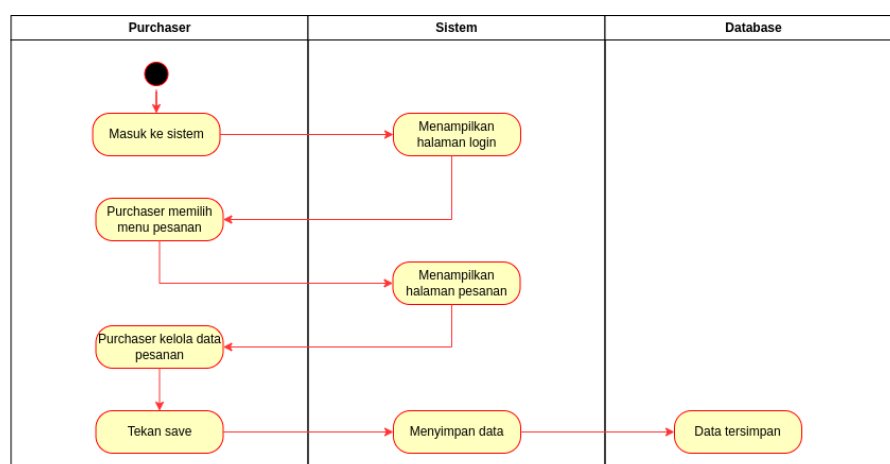 Purchaser
Sistem
Database
Masuk ke sistem
Menampilkan
halaman login
Purchaser memilih
menu pesanan
Menampilkan
halaman pesanan
Purchaser kelola data
pesanan
Tekan save
Menyimpan data
Data tersimpan